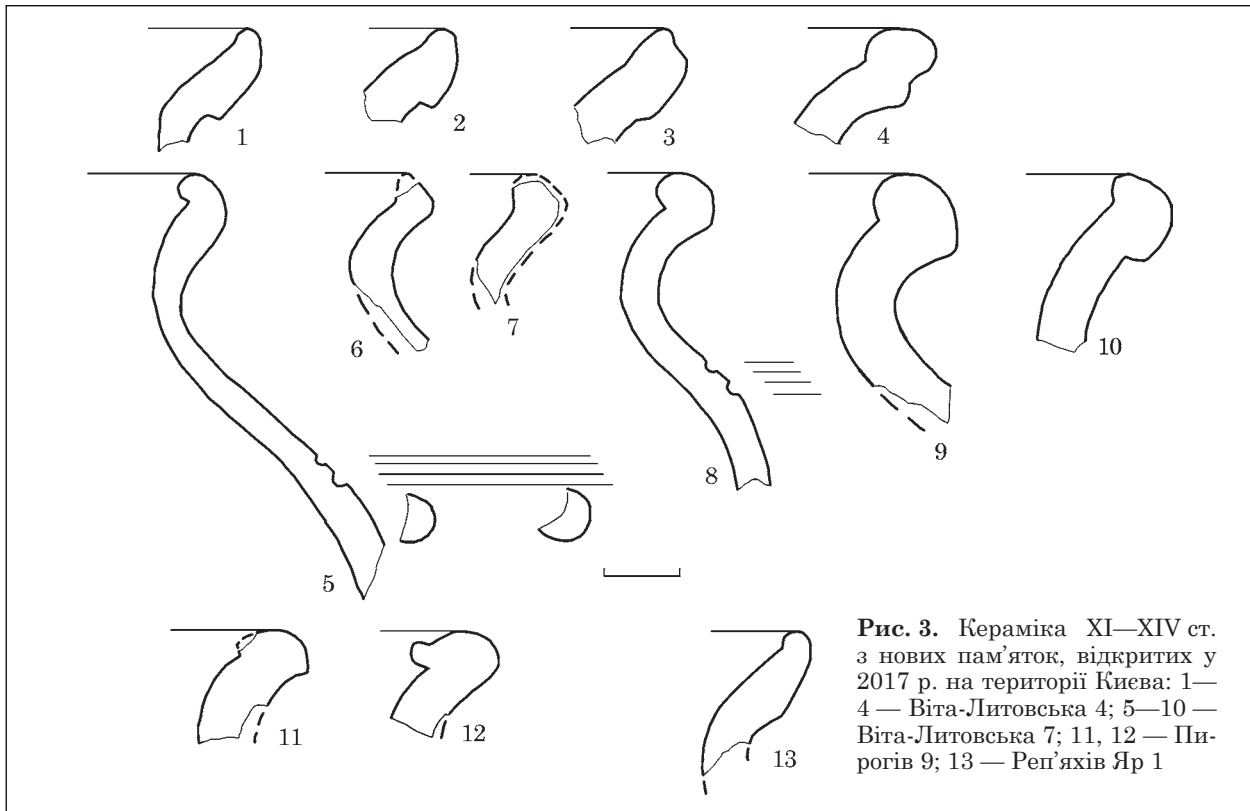 1
2
3
4
5
6
7
8
9
10
11
12
13
Рис. 3. Кераміка XI—XIV ст.
з нових пам’яток, відкритих у
2017 р. на території Києва: 1—
4 — Віта-Литовська 4; 5—10 —
Віта-Литовська 7; 11, 12 — Пи-
рогів 9; 13 — Реп’яхів Яр 1